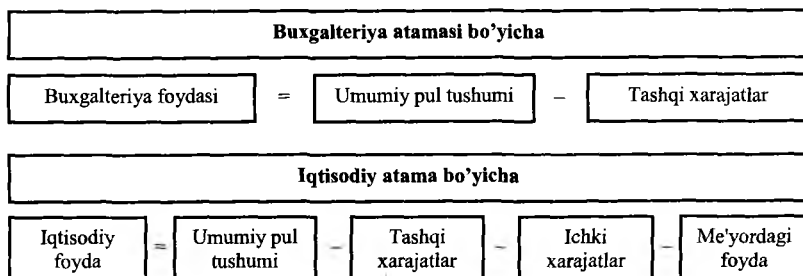 Buxgalteriya atamasi bo’yicha
Buxgalteriya foydasi = Umumiy pul tushumi – Tashqi xarajatlar
Iqtisodiy atama bo’yicha
Iqtisodiy foyda = Umumiy pul tushumi – Tashqi xarajatlar – Ichki xarajatlar – Me'yordagi foyda